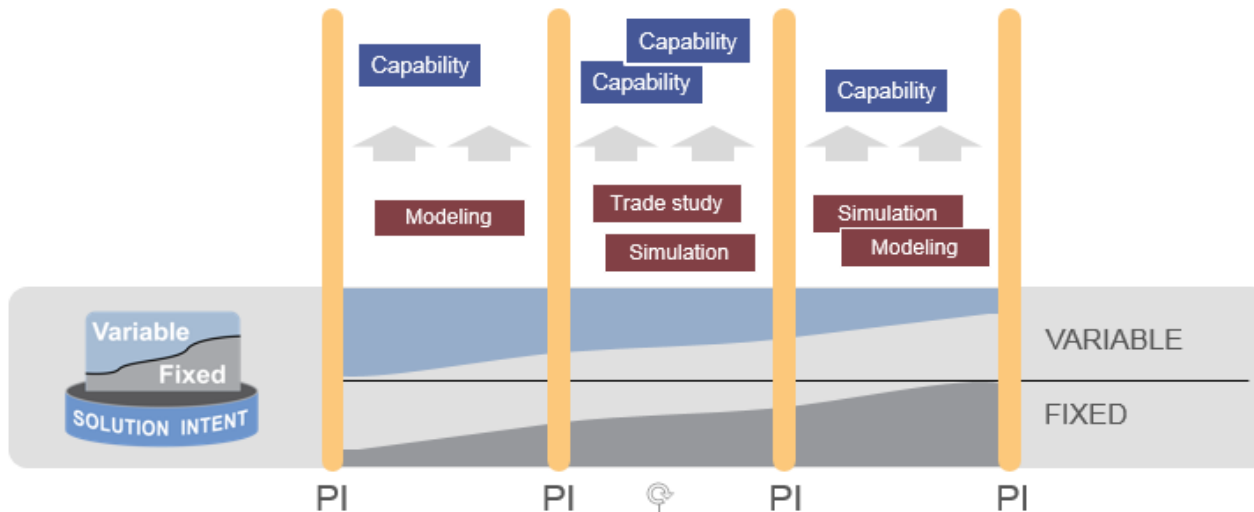 Capability
Capability
Capability
Capability
Modeling
Trade study
Simulation
Simulation
Modeling
Variable
Fixed
SOLUTION INTENT
VARIABLE
FIXED
PI
PI
PI
PI